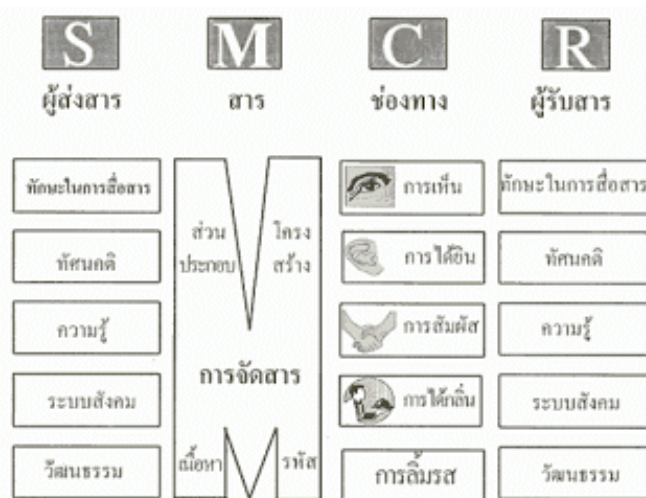 S M C R
ผู้ส่งสาร สาร ช่องทาง ผู้รับสาร
ทักษะในการสื่อสาร
ทัศนคติ
ความรู้
ระบบสังคม
วัฒนธรรม
ส่วน
ประกอบ
โครง
สร้าง
การจัดสาร
เนื้อหา
รหัส
การเห็น
การได้ยิน
การสัมผัส
การได้กลิ่น
การลิ้มรส
ทักษะในการสื่อสาร
ทัศนคติ
ความรู้
ระบบสังคม
วัฒนธรรม